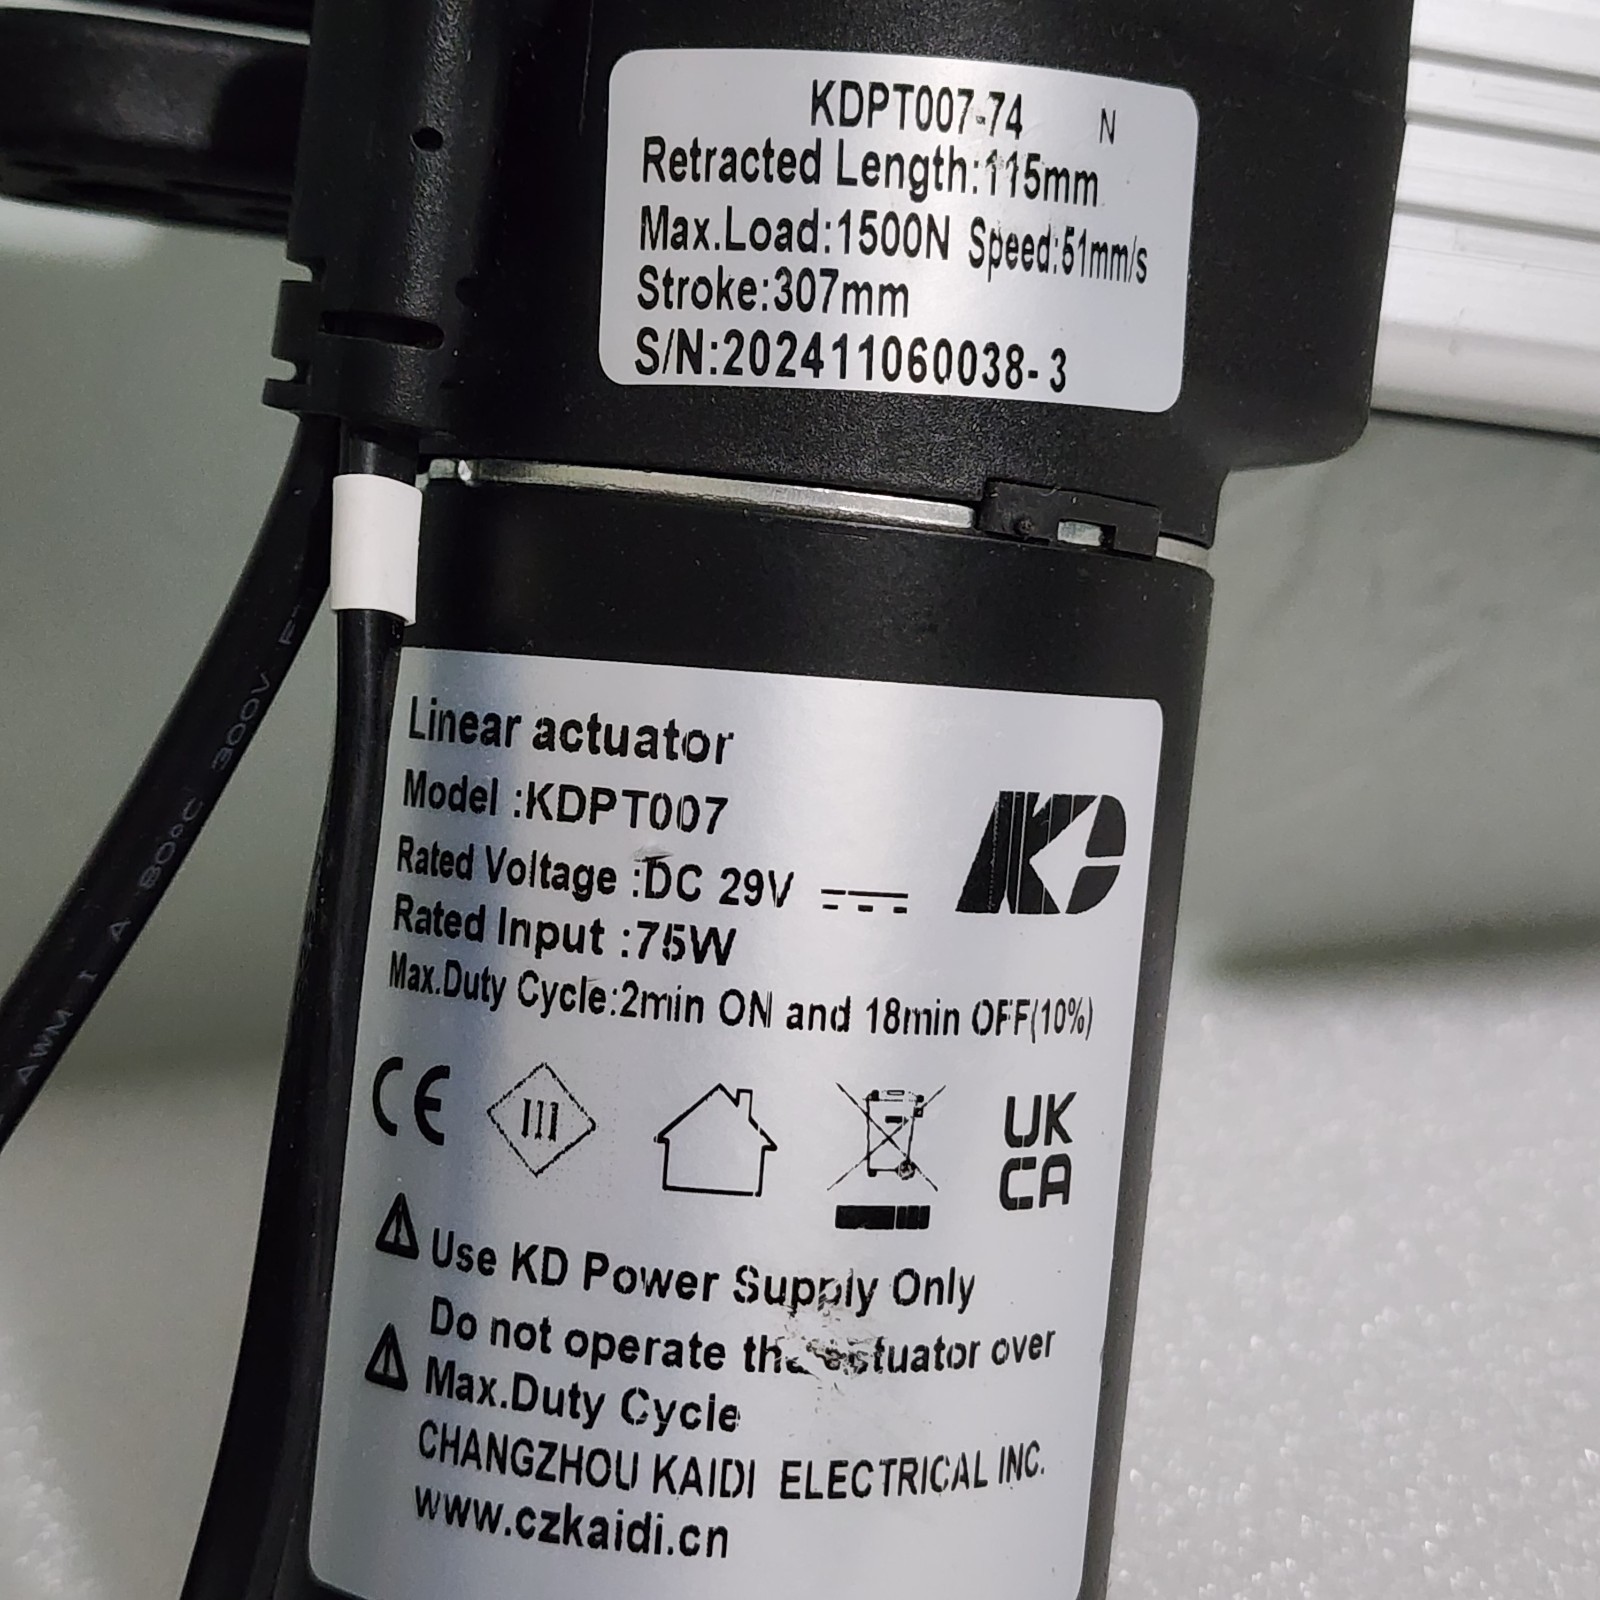 KDPT007-74 N
Retracted Length:115mm
Max.Load:1500N Speed:51mm/s
Stroke:307mm
S/N:202411060038-3
Linear actuator
Model :KDPT007
Rated Voltage :DC 29V
Rated Input :75W
Max.Duty Cycle:2min ON and 18min OFF(10%)
CE
III
UK
CA
Use KD Power Supply Only
Do not operate the actuator over
Max.Duty Cycle
CHANGZHOU KAIDI ELECTRICAL INC.
www.czkaidi.cn
AWM I A 80°C 300V F
KD